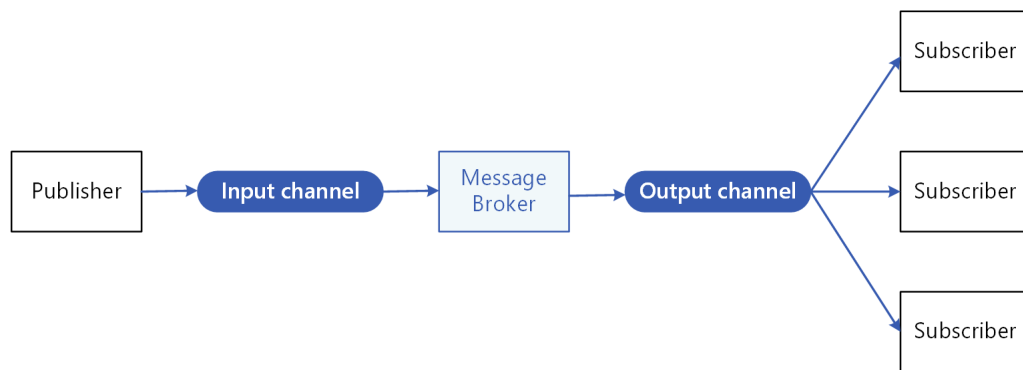 Publisher
Input channel
Message
Broker
Output channel
Subscriber
Subscriber
Subscriber